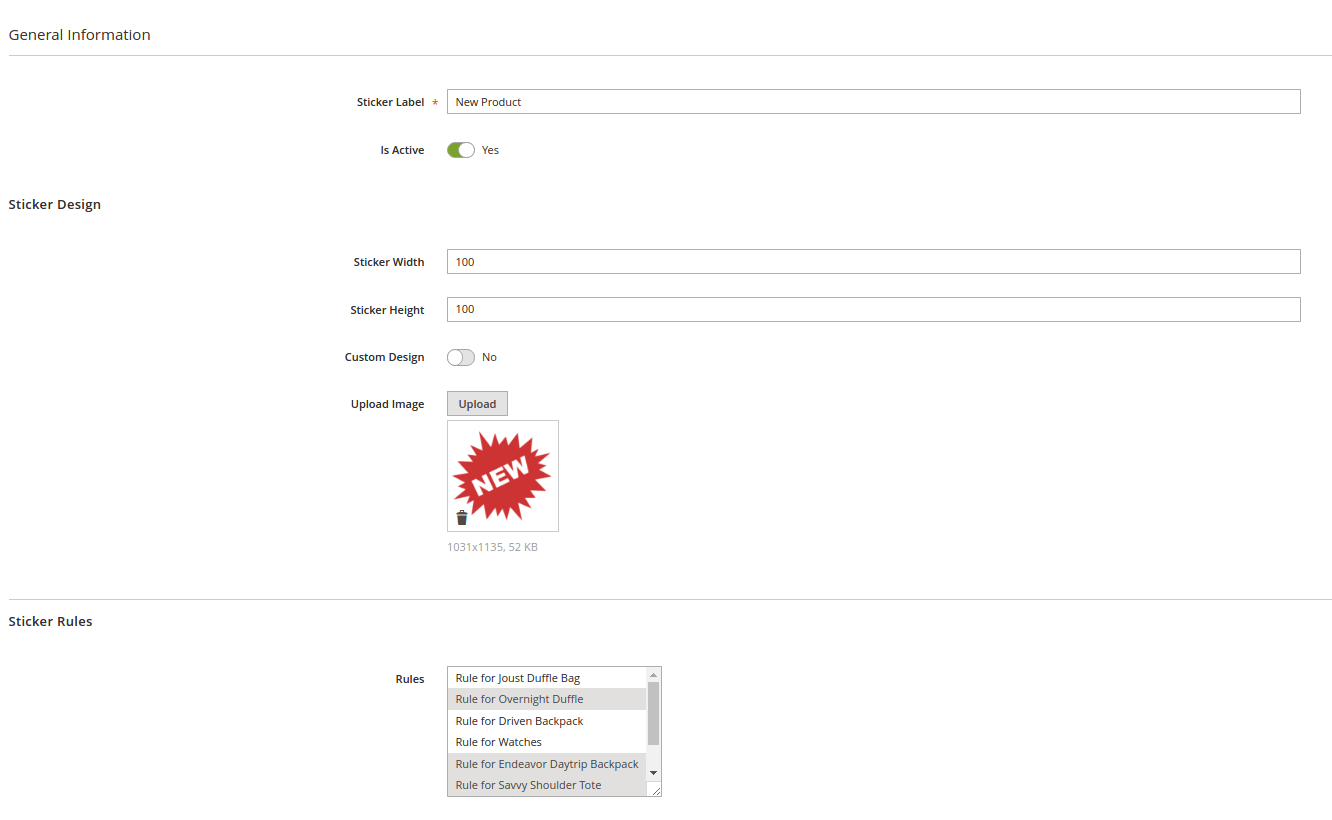 General Information
Sticker Label * New Product
Is Active Yes
Sticker Design
Sticker Width 100
Sticker Height 100
Custom Design No
Upload Image Upload
NEW
1031x1135, 52 KB
Sticker Rules
Rules Rule for Joust Duffle Bag
Rule for Overnight Duffle
Rule for Driven Backpack
Rule for Watches
Rule for Endeavor Daytrip Backpack
Rule for Savvy Shoulder Tote